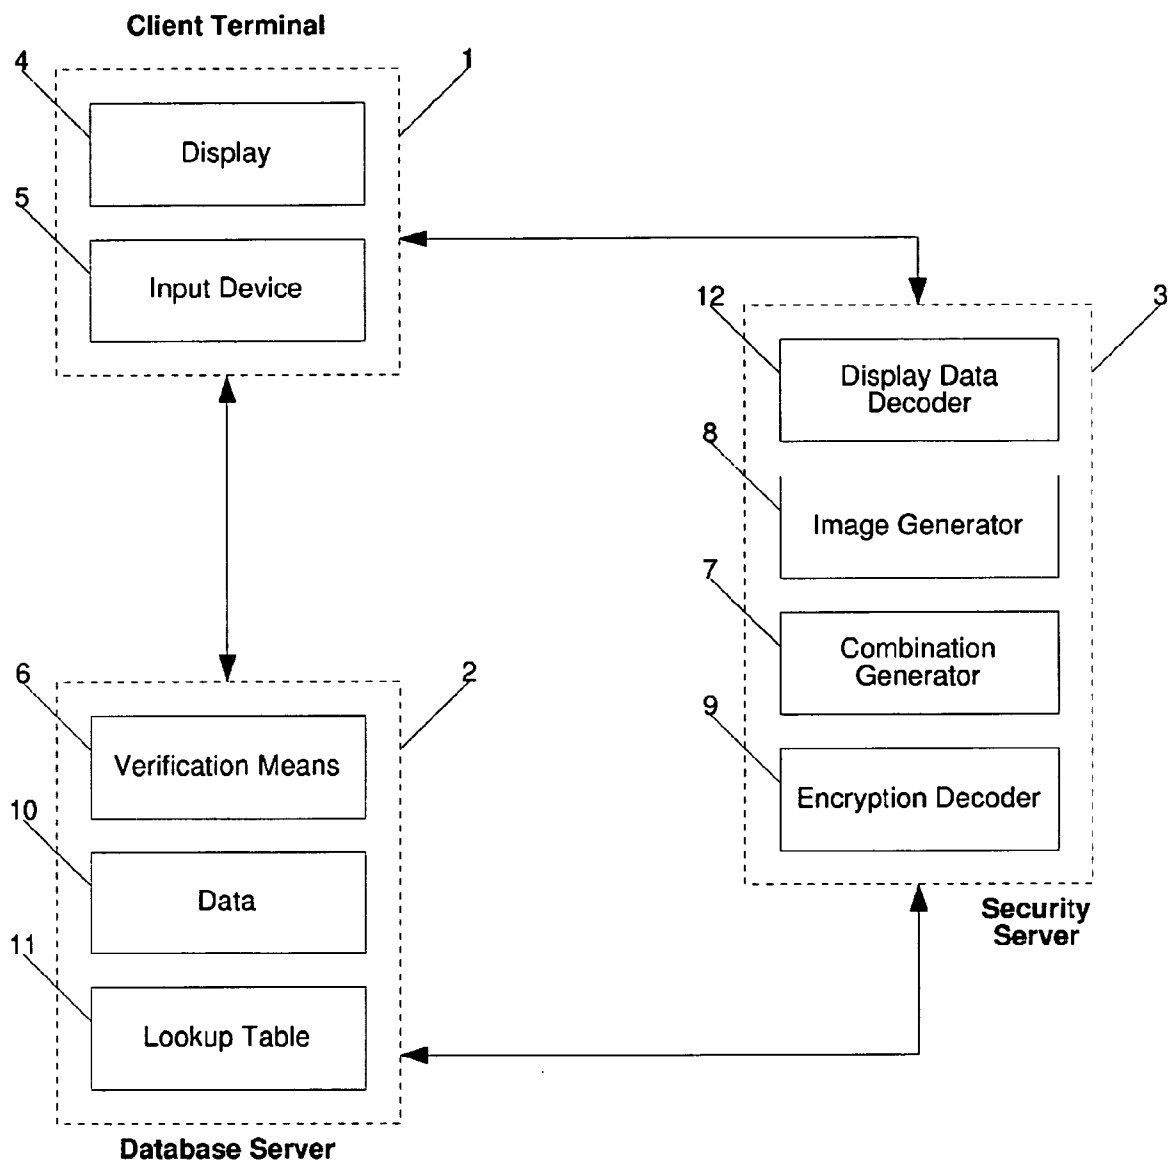 Client Terminal
4
1
Display
5
Input Device
12
3
Display Data
Decoder
8
Image Generator
7
Combination
Generator
9
Encryption Decoder
Security
Server
6
2
Verification Means
10
Data
11
Lookup Table
Database Server